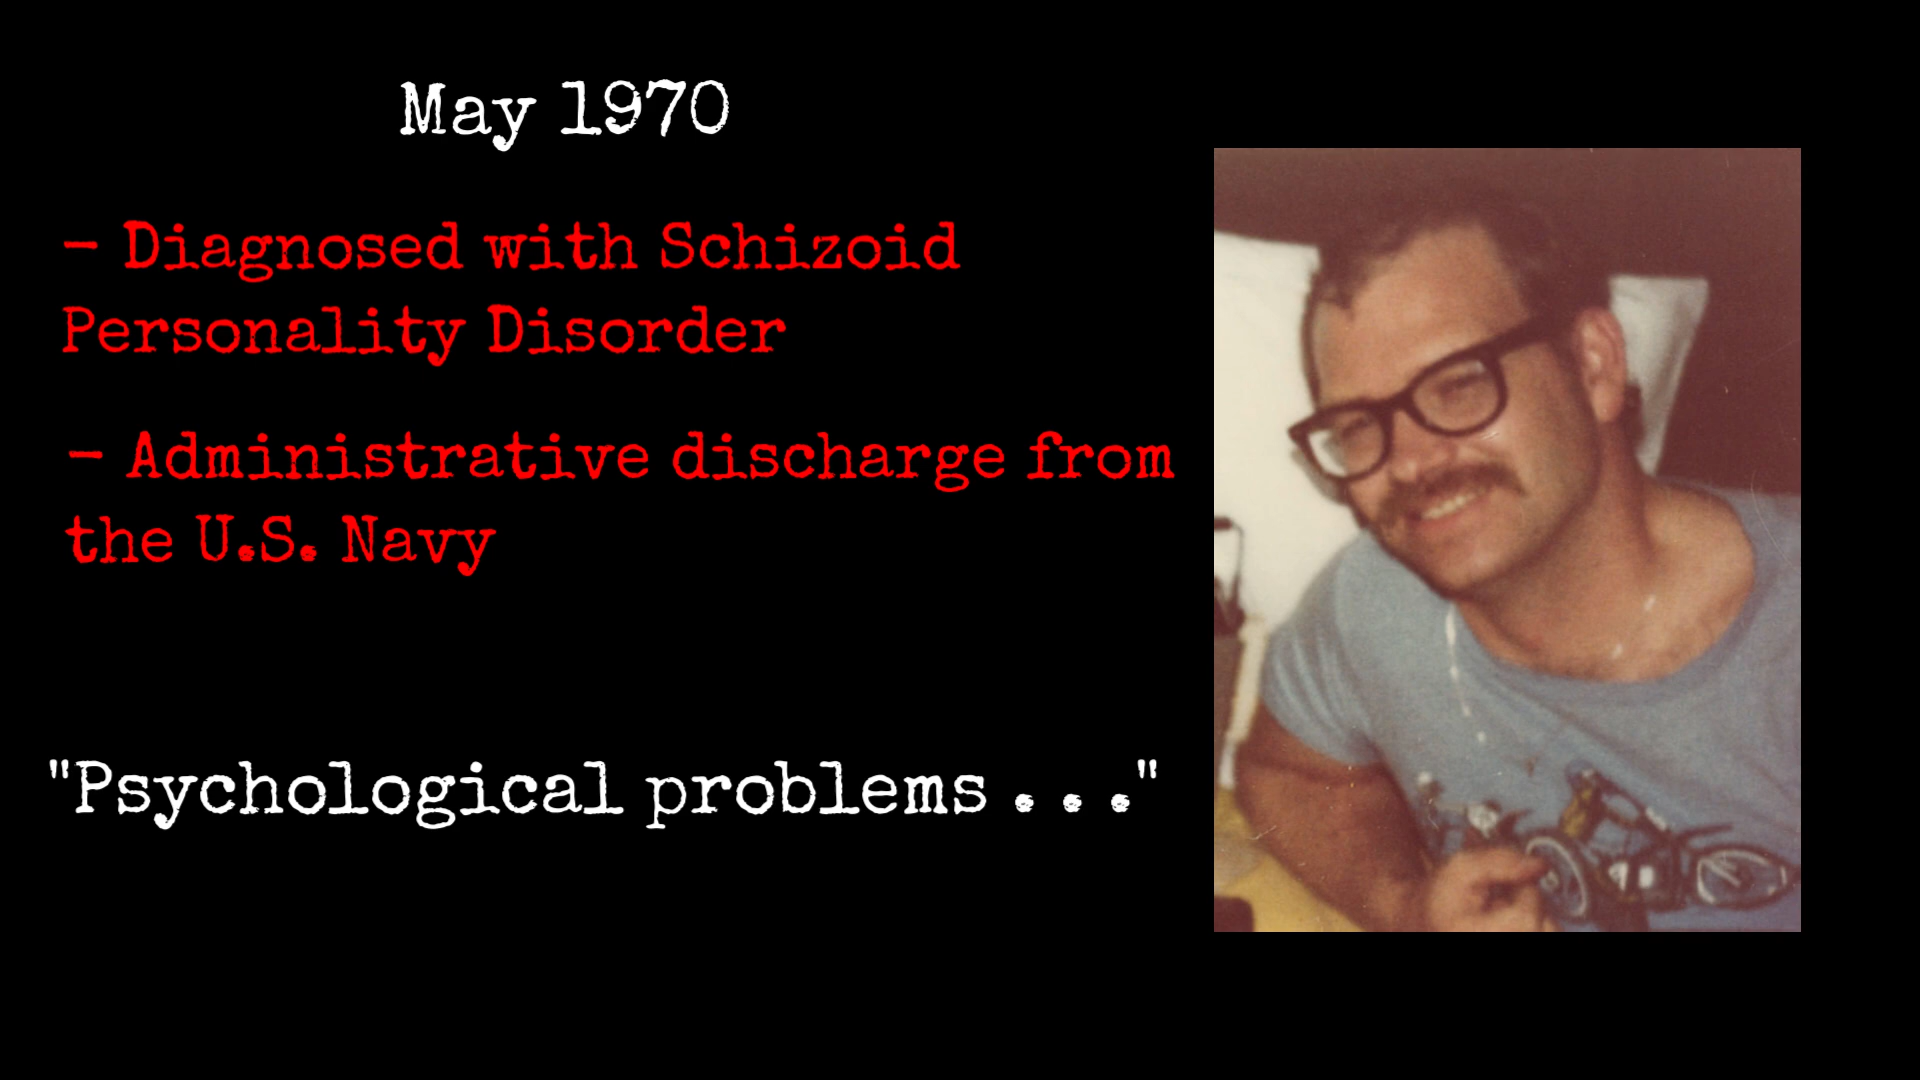 May 1970
- Diagnosed with Schizoid
Personality Disorder
- Administrative discharge from
the U.S. Navy
"Psychological problems..."